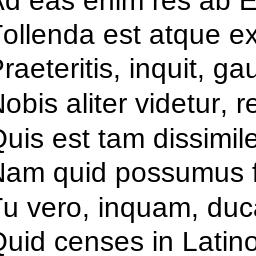 Ad eas enim res ab E
Tollenda est atque ex
Praeteritis, inquit, gau
Nobis aliter videtur, re
Quis est tam dissimile
Nam quid possumus f
Tu vero, inquam, duca
Quid censes in Latino